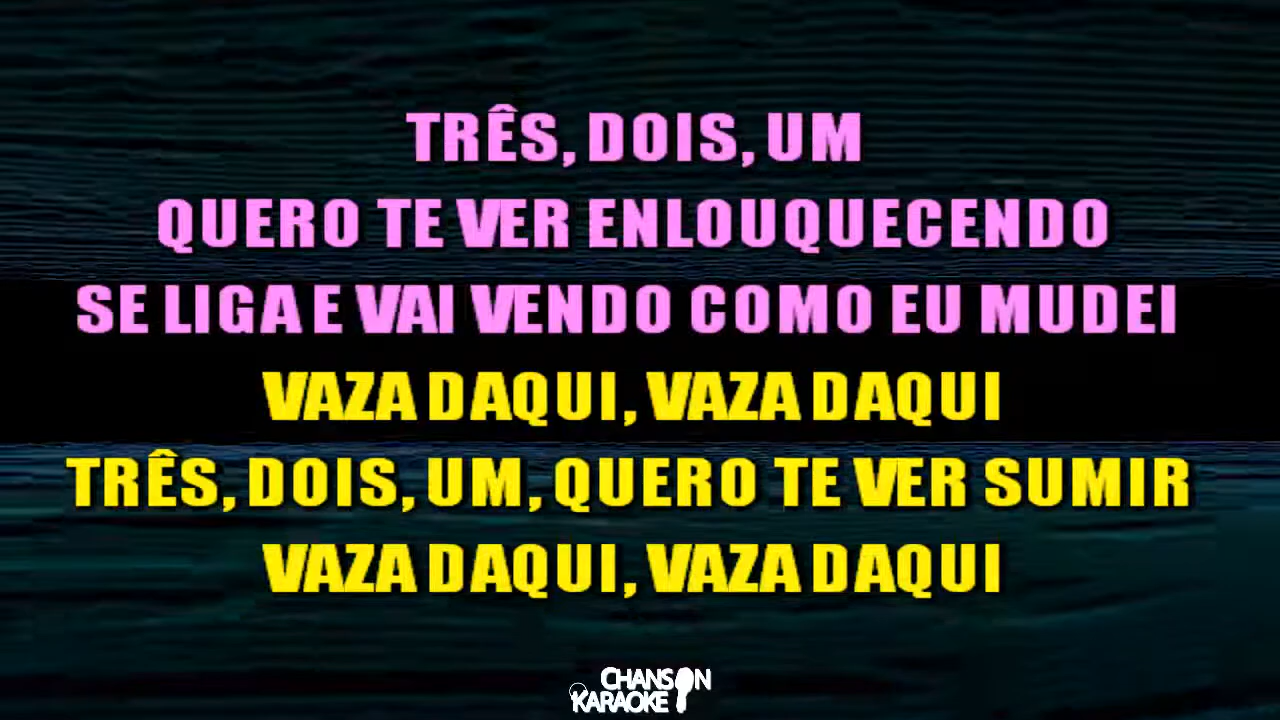 TRÊS, DOIS, UM
QUERO TE VER ENLOUQUECENDO
SE LIGA E VAI VENDO COMO EU MUDEI
VAZA DAQUI, VAZA DAQUI
TRÊS, DOIS, UM, QUERO TE VER SUMIR
VAZA DAQUI, VAZA DAQUI
CHANSON
KARAOKE